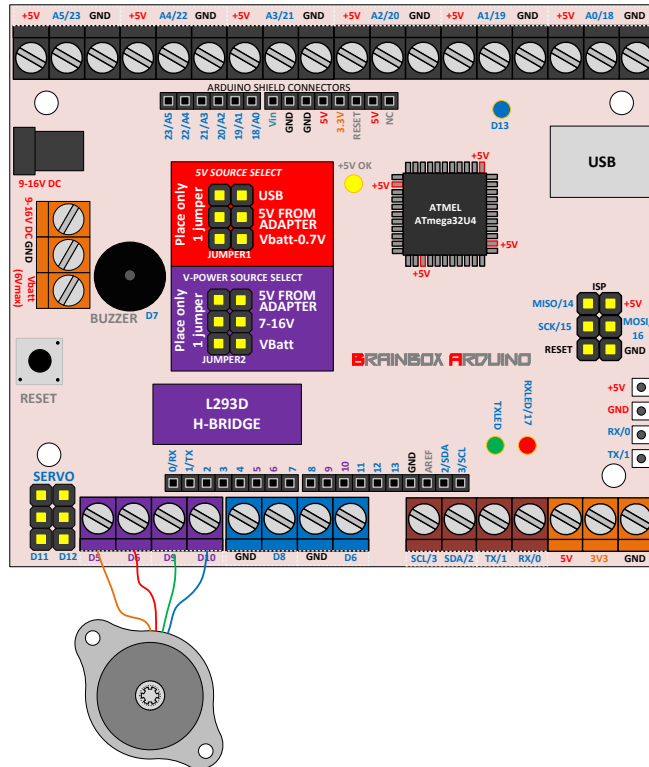 +5V A5/23 GND +5V A4/22 GND +5V A3/21 GND +5V A2/20 GND +5V A1/19 GND +5V A0/18 GND
ARDUINO SHIELD CONNECTORS
23/A5
22/A4
21/A3
20/A2
19/A1
18/A0
Vin
GND
GND
5V
3.3V
RESET
5V
NC
D13
USB
9-16V DC
9-16V DC
GND
Vbatt
(6Vmax)
BUZZER D7
RESET
5V SOURCE SELECT
Place only
1 jumper
USB
5V FROM
ADAPTER
Vbatt-0.7V
JUMPER1
V-POWER SOURCE SELECT
Place only
1 jumper
5V FROM
ADAPTER
7-16V
VBatt
JUMPER2
+5V OK
+5V
+5V
ATMEL
ATmega32U4
+5V
+5V
ISP
MISO/14 +5V
SCK/15 MOSI/
16
RESET GND
BRAINBOX ARDUINO
+5V
GND
RX/0
TX/1
L293D
H-BRIDGE
TXLED
RXLED/17
0/RX
1/TX
2
3
4
5
6
7
8
9
10
11
12
13
GND
AREF
2/SDA
3/SCL
SERVO
D11 D12
D5 D6 D9 D10 GND D8 GND D6 SCL/3 SDA/2 TX/1 RX/0 5V 3V3 GND